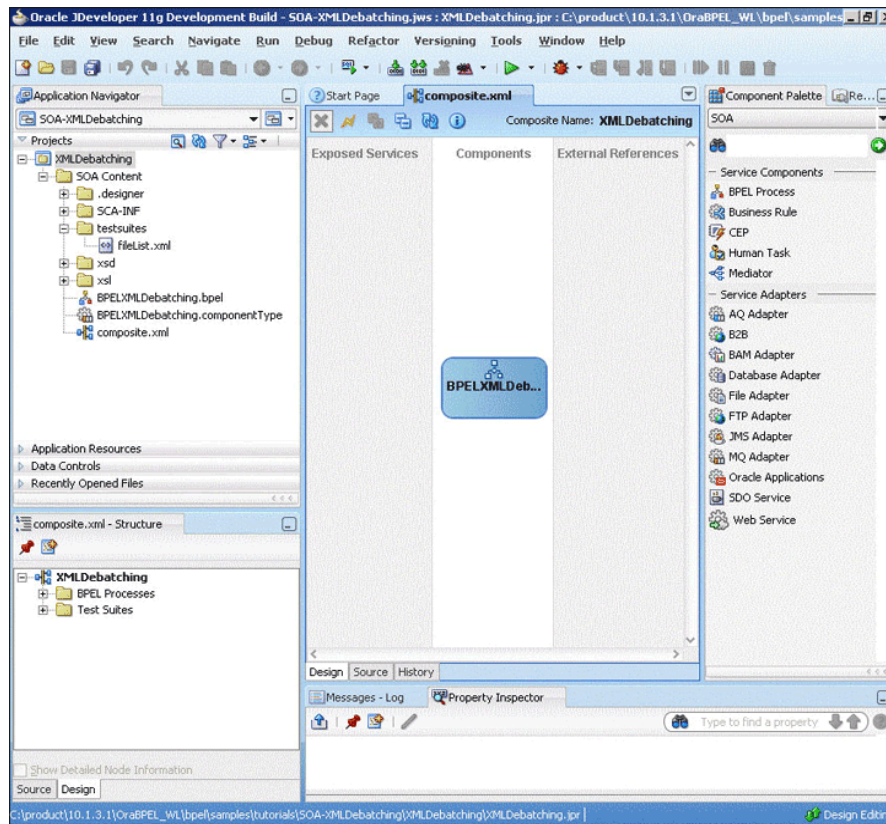 Oracle JDeveloper 11g Development Build - SOA-XMLDebatching.jws : XMLDebatching.jpr : C:\product\10.1.3.1\OraBPEL_WL\bpel\samples
File Edit View Search Navigate Run Debug Refactor Versioning Tools Window Help
Application Navigator
SOA-XMLDebatching
Projects
XMLDebatching
SOA Content
.designer
SCA-INF
testsuites
fileList.xml
xsd
xsl
BPELXMLDebatching.bpel
BPELXMLDebatching.componentType
composite.xml
Application Resources
Data Controls
Recently Opened Files
composite.xml - Structure
XMLDebatching
BPEL Processes
Test Suites
Show Detailed Node Information
Source Design
Start Page composite.xml
Composite Name: XMLDebatching
Exposed Services Components External References
BPELXMLDeb...
Design Source History
Messages - Log Property Inspector
Type to find a property
Component Palette Re...
SOA
Service Components
BPEL Process
Business Rule
CEP
Human Task
Mediator
Service Adapters
AQ Adapter
B2B
BAM Adapter
Database Adapter
File Adapter
FTP Adapter
JMS Adapter
MQ Adapter
Oracle Applications
SDO Service
Web Service
C:\product\10.1.3.1\OraBPEL_WL\bpel\samples\tutorials\SOA-XMLDebatching\XMLDebatching\XMLDebatching.jpr Design Editin